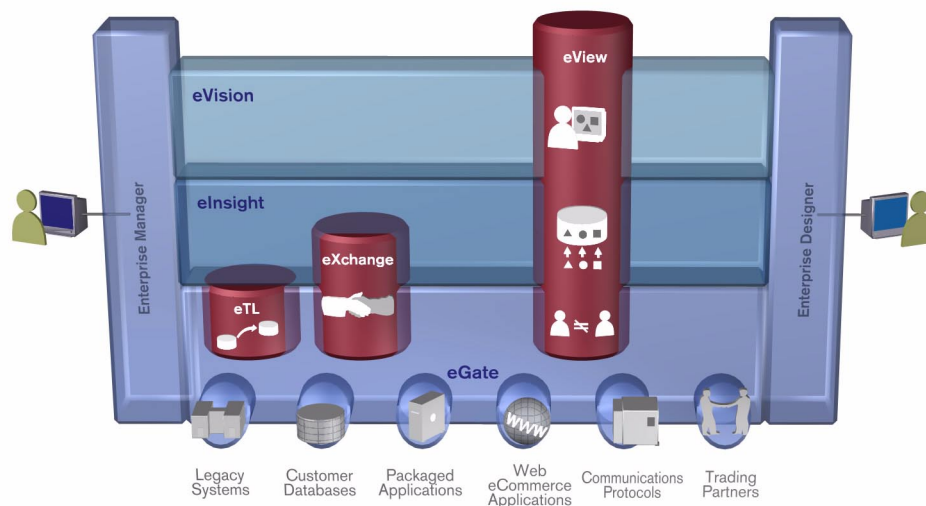 eView
eVision
eInsight
eXchange
eTL
eGate
Enterprise Manager
Enterprise Designer
WWW
Legacy
Systems
Customer
Databases
Packaged
Applications
Web
eCommerce
Applications
Communications
Protocols
Trading
Partners